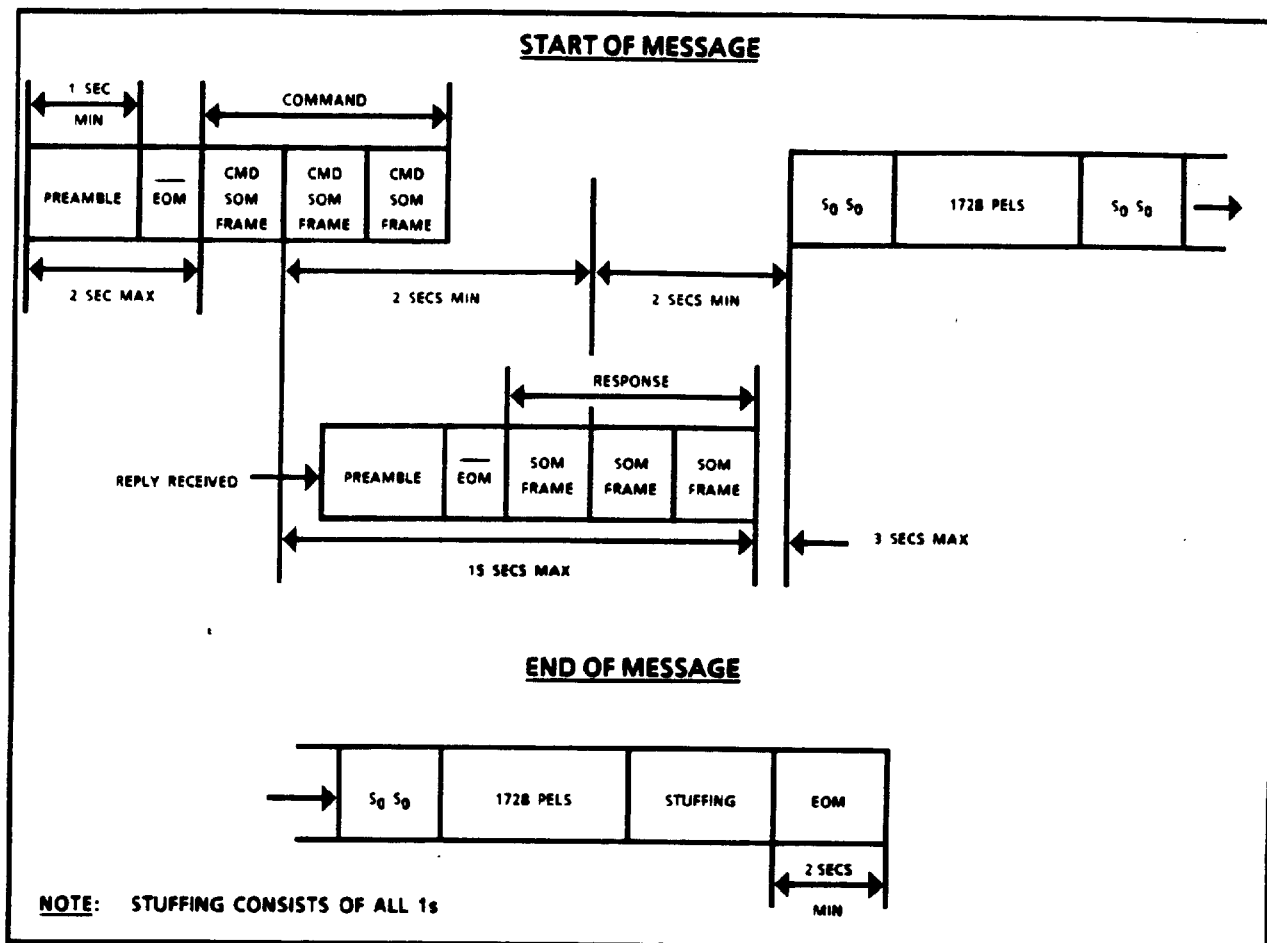 START OF MESSAGE
1 SEC
MIN
COMMAND
PREAMBLE
EOM
CMD
SOM
FRAME
CMD
SOM
FRAME
CMD
SOM
FRAME
S0 S0
1728 PELS
S0 S0
2 SEC MAX
2 SECS MIN
2 SECS MIN
RESPONSE
REPLY RECEIVED
PREAMBLE
EOM
SOM
FRAME
SOM
FRAME
SOM
FRAME
3 SECS MAX
15 SECS MAX
END OF MESSAGE
S0 S0
1728 PELS
STUFFING
EOM
2 SECS
MIN
NOTE: STUFFING CONSISTS OF ALL 1s